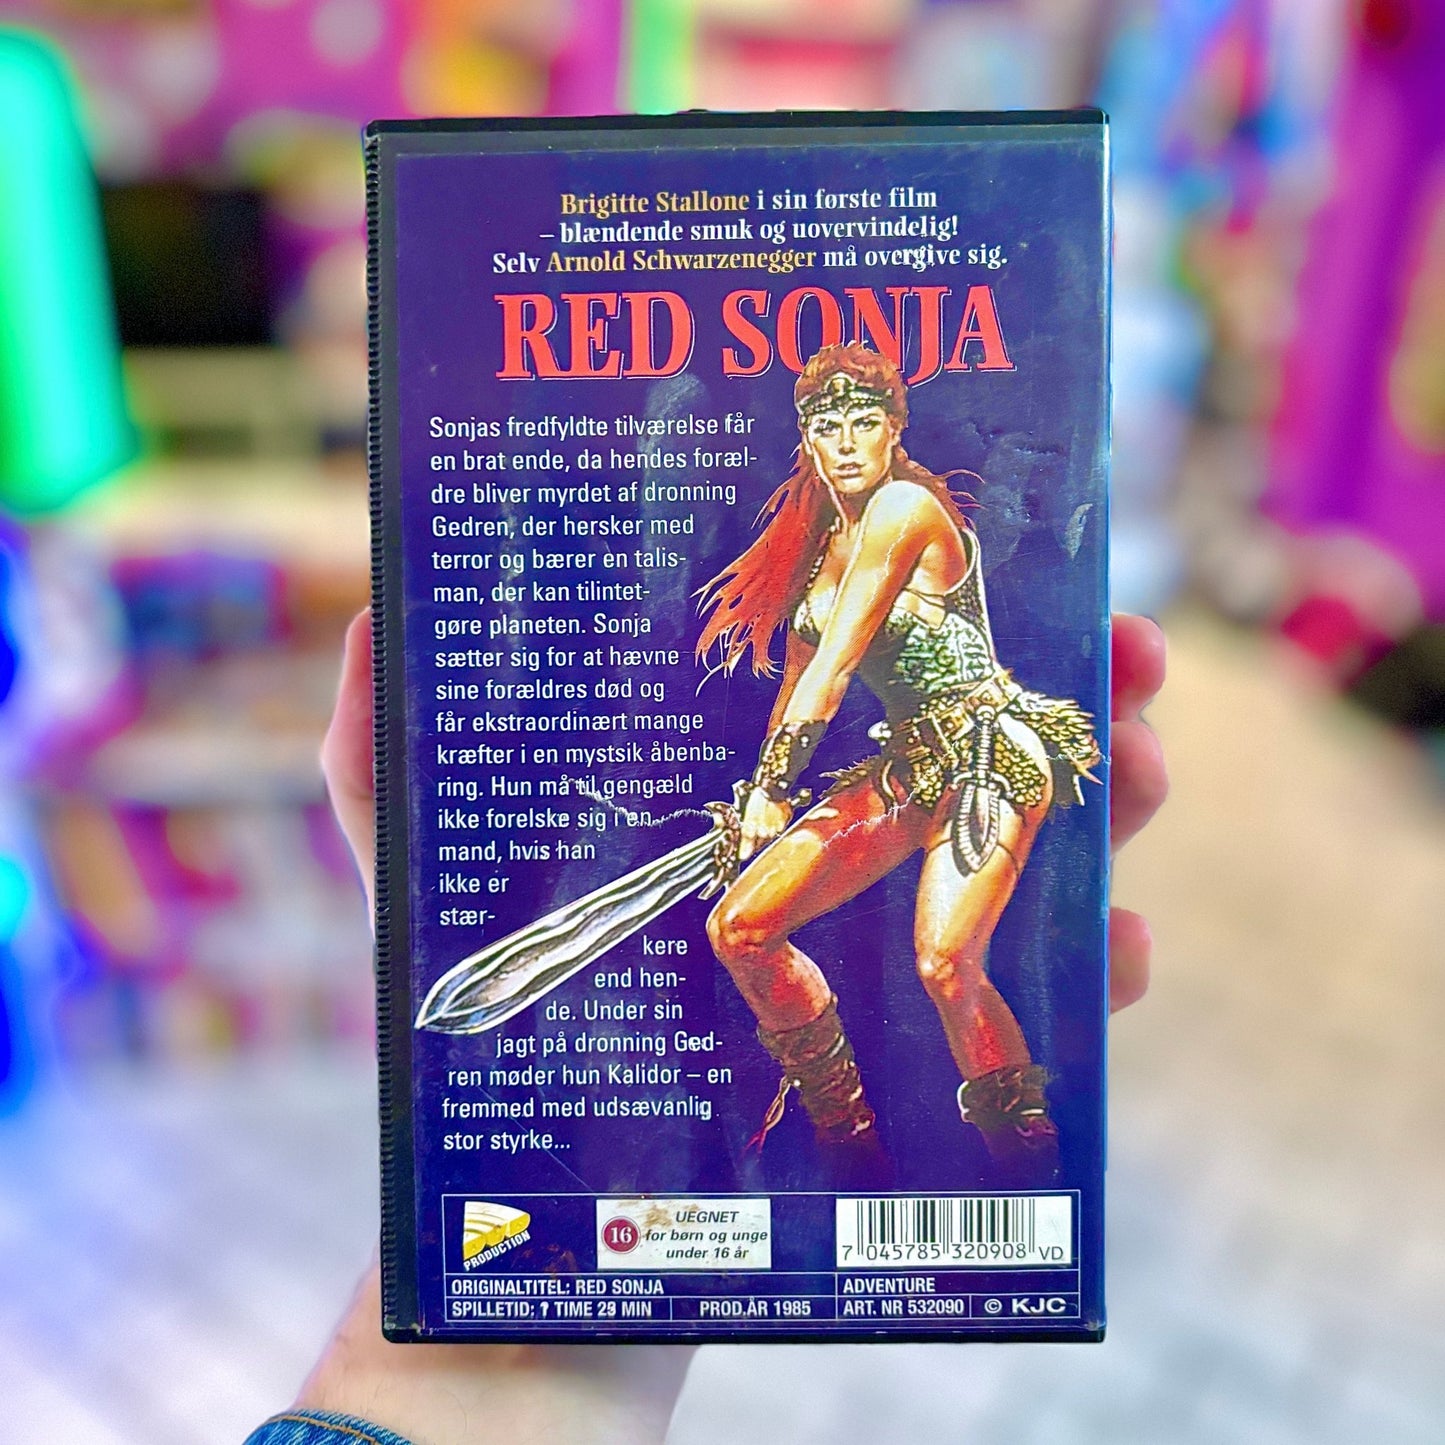 Brigitte Stallone i sin første film
– blændende smuk og uovervindelig!
Selv Arnold Schwarzenegger må overgive sig.
RED SONJA
Sonjas fredfyldte tilværelse får
en brat ende, da hendes foræl-
dre bliver myrdet af dronning
Gedren, der hersker med
terror og bærer en talis-
man, der kan tilintet-
gøre planeten. Sonja
sætter sig for at hævne
sine forældres død og
får ekstraordinært mange
kræfter i en mystsik åbenba-
ring. Hun må til gengæld
ikke forelske sig i en
mand, hvis han
ikke er
stær-
kere
end hen-
de. Under sin
jagt på dronning Ged-
ren møder hun Kalidor – en
fremmed med udsævanlig
stor styrke...
PRODUCTION
16
UEGNET
for børn og unge
under 16 år
7 045785 320908 VD
ORIGINALTITEL: RED SONJA
ADVENTURE
SPILLETID: 1 TIME 29 MIN
PROD.ÅR 1985
ART. NR 532090
© KJC